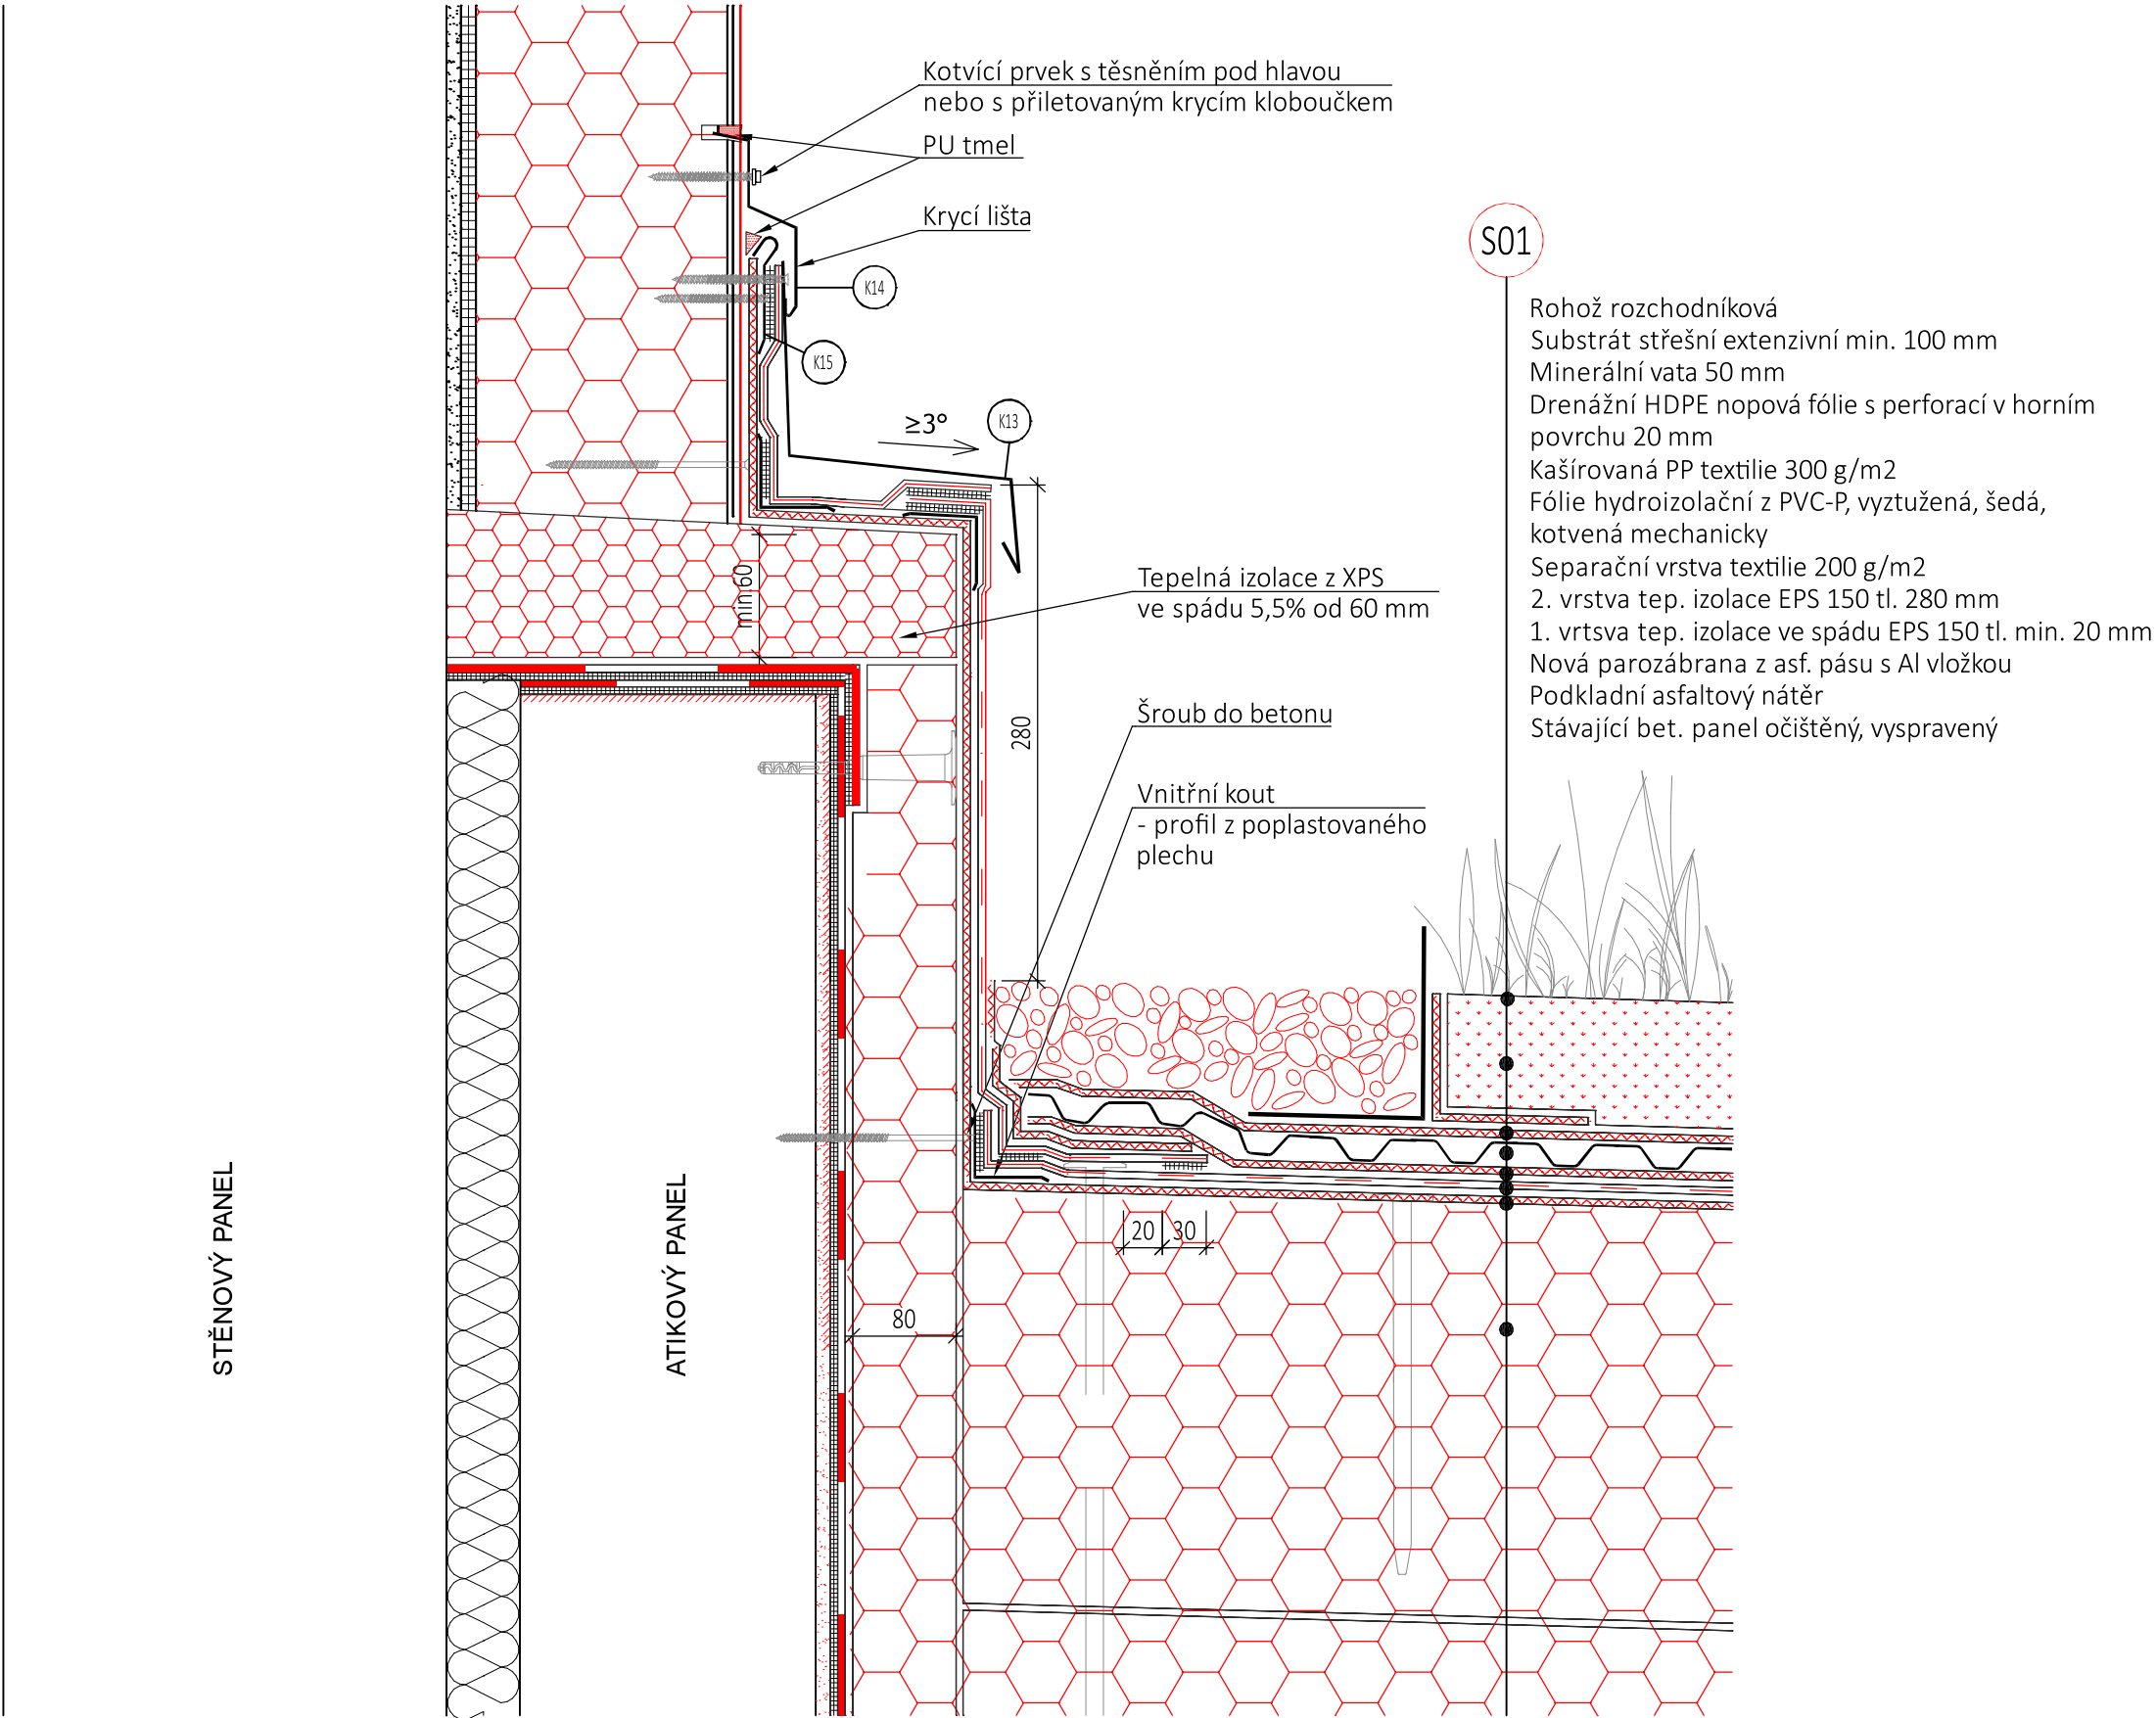 Kotvící prvek s těsněním pod hlavou
nebo s přiletovaným krycím kloboučkem
PU tmel
Krycí lišta
K14
K15
≥3°
K13
S01
Rohož rozchodníková
Substrát střešní extenzivní min. 100 mm
Minerální vata 50 mm
Drenážní HDPE nopová fólie s perforací v horním
povrchu 20 mm
Kašírovaná PP textilie 300 g/m2
Fólie hydroizolační z PVC-P, vyztužená, šedá,
kotvená mechanicky
Separační vrstva textilie 200 g/m2
2. vrstva tep. izolace EPS 150 tl. 280 mm
1. vrtsva tep. izolace ve spádu EPS 150 tl. min. 20 mm
Nová parozábrana z asf. pásu s Al vložkou
Podkladní asfaltový nátěr
Stávající bet. panel očištěný, vyspravený
min.60
Tepelná izolace z XPS
ve spádu 5,5% od 60 mm
280
Šroub do betonu
Vnitřní kout
- profil z poplastovaného
plechu
20 30
80
STĚNOVÝ PANEL
ATIKOVÝ PANEL